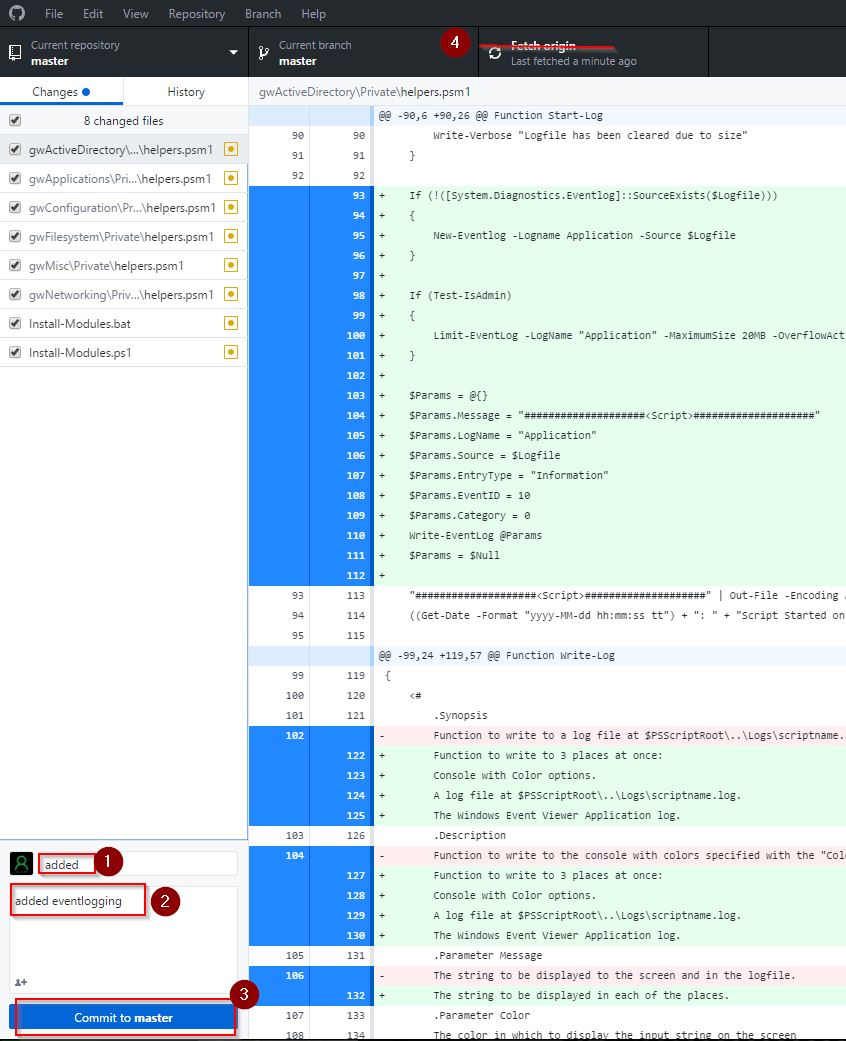 File Edit View Repository Branch Help
Current repository
master
Current branch
master
4
Fetch origin
Last fetched a minute ago
Changes
History
8 changed files
gwActiveDirectory\...\helpers.psm1
gwApplications\Pri...\helpers.psm1
gwConfiguration\Pr...\helpers.psm1
gwFilesystem\Private\helpers.psm1
gwMisc\Private\helpers.psm1
gwNetworking\Priv...\helpers.psm1
Install-Modules.bat
Install-Modules.ps1
added
1
added eventlogging
2
Commit to master
3
gwActiveDirectory\Private\helpers.psm1
@@ -90,6 +90,26 @@ Function Start-Log
90 90 Write-Verbose "Logfile has been cleared due to size"
91 91 }
92 92
93 + If (!([System.Diagnostics.Eventlog]::SourceExists($Logfile)))
94 + {
95 + New-Eventlog -Logname Application -Source $Logfile
96 + }
97 +
98 + If (Test-IsAdmin)
99 + {
100 + Limit-EventLog -LogName "Application" -MaximumSize 20MB -OverflowActi
101 + }
102 +
103 + $Params = @{}
104 + $Params.Message = "####################<Script>####################"
105 + $Params.LogName = "Application"
106 + $Params.Source = $Logfile
107 + $Params.EntryType = "Information"
108 + $Params.EventID = 10
109 + $Params.Category = 0
110 + Write-EventLog @Params
111 + $Params = $Null
112 +
93 113 "####################<Script>####################" | Out-File -Encoding
94 114 ((Get-Date -Format "yyyy-MM-dd hh:mm:ss tt") + ": " + "Script Started on
95 115
@@ -99,24 +119,57 @@ Function Write-Log
99 119 {
100 120 <#
101 121 .Synopsis
102 - Function to write to a log file at $PSScriptRoot\..\Logs\scriptname.
122 + Function to write to 3 places at once:
123 + Console with Color options.
124 + A log file at $PSScriptRoot\..\Logs\scriptname.log.
125 + The Windows Event Viewer Application log.
103 126 .Description
104 - Function to write to the console with colors specified with the "Colo
127 + Function to write to 3 places at once:
128 + Console with Color options.
129 + A log file at $PSScriptRoot\..\Logs\scriptname.log.
130 + The Windows Event Viewer Application log.
105 131 .Parameter Message
106 - The string to be displayed to the screen and in the logfile.
132 + The string to be displayed in each of the places.
107 133 .Parameter Color
108 134 The color in which to display the input string on the screen